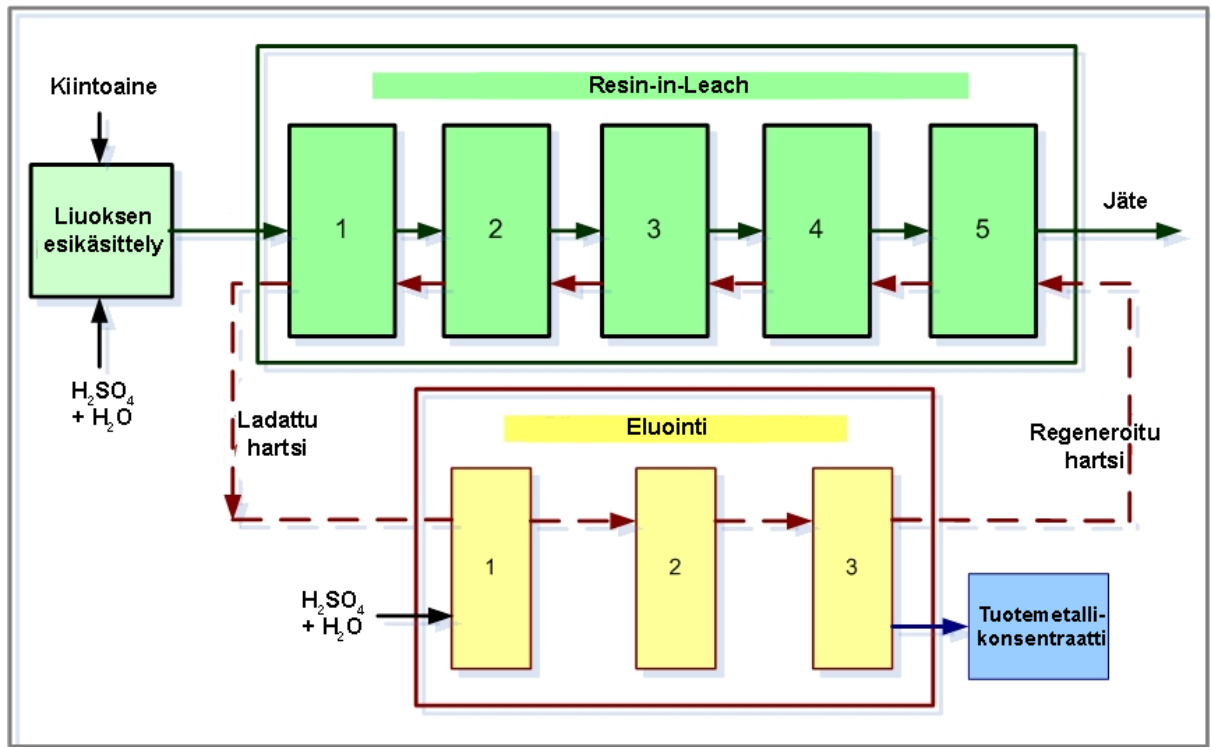 Kiintoaine
Liuoksen
esikäsittely
H₂SO₄
+ H₂O
Resin-in-Leach
1
2
3
4
5
Jäte
Ladattu
hartsi
Regeneroitu
hartsi
Eluointi
1
2
3
H₂SO₄
+ H₂O
Tuotemetalli-
konsentraatti